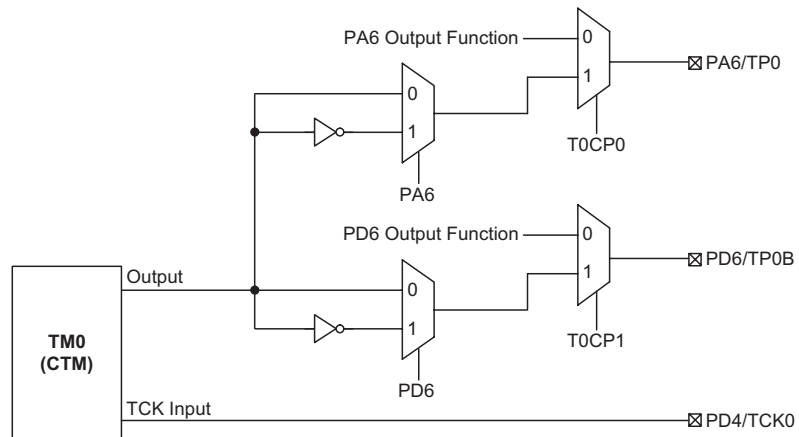 PA6 Output Function
0
1
PA6/TP0
T0CP0
0
1
PA6
PD6 Output Function
0
1
PD6/TP0B
T0CP1
Output
0
1
PD6
TM0
(CTM)
TCK Input
PD4/TCK0